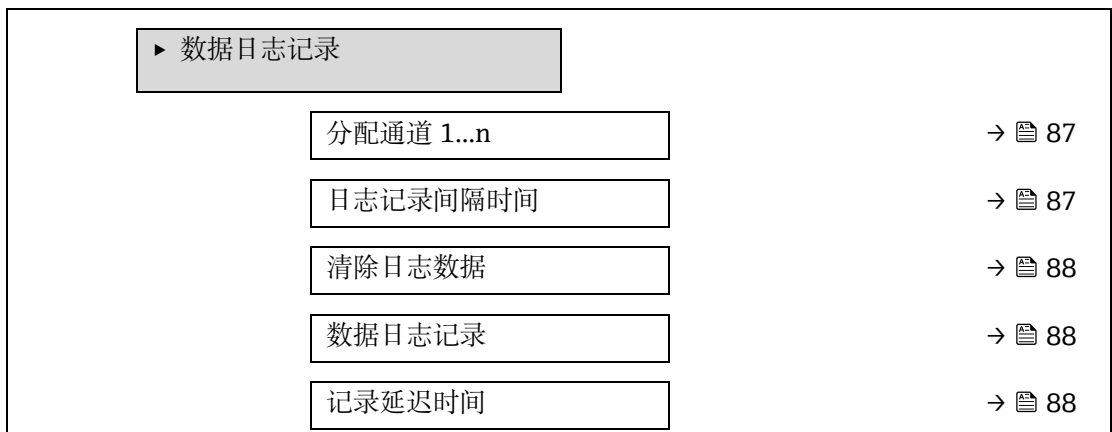 ▶ 数据日志记录
分配通道 1...n → 87
日志记录间隔时间 → 87
清除日志数据 → 88
数据日志记录 → 88
记录延迟时间 → 88